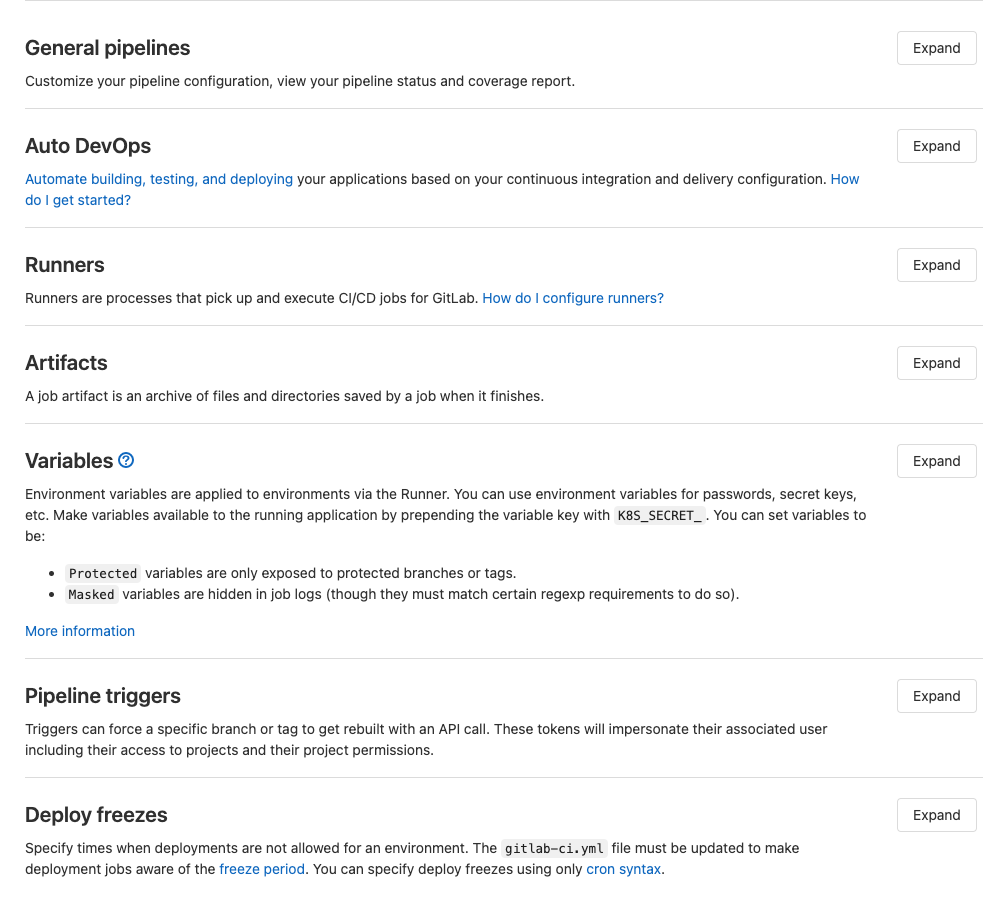 General pipelines
Expand
Customize your pipeline configuration, view your pipeline status and coverage report.
Auto DevOps
Expand
Automate building, testing, and deploying your applications based on your continuous integration and delivery configuration. How
do I get started?
Runners
Expand
Runners are processes that pick up and execute CI/CD jobs for GitLab. How do I configure runners?
Artifacts
Expand
A job artifact is an archive of files and directories saved by a job when it finishes.
Variables
Expand
Environment variables are applied to environments via the Runner. You can use environment variables for passwords, secret keys,
etc. Make variables available to the running application by prepending the variable key with K8S_SECRET_. You can set variables to
be:
• Protected variables are only exposed to protected branches or tags.
• Masked variables are hidden in job logs (though they must match certain regexp requirements to do so).
More information
Pipeline triggers
Expand
Triggers can force a specific branch or tag to get rebuilt with an API call. These tokens will impersonate their associated user
including their access to projects and their project permissions.
Deploy freezes
Expand
Specify times when deployments are not allowed for an environment. The gitlab-ci.yml file must be updated to make
deployment jobs aware of the freeze period. You can specify deploy freezes using only cron syntax.